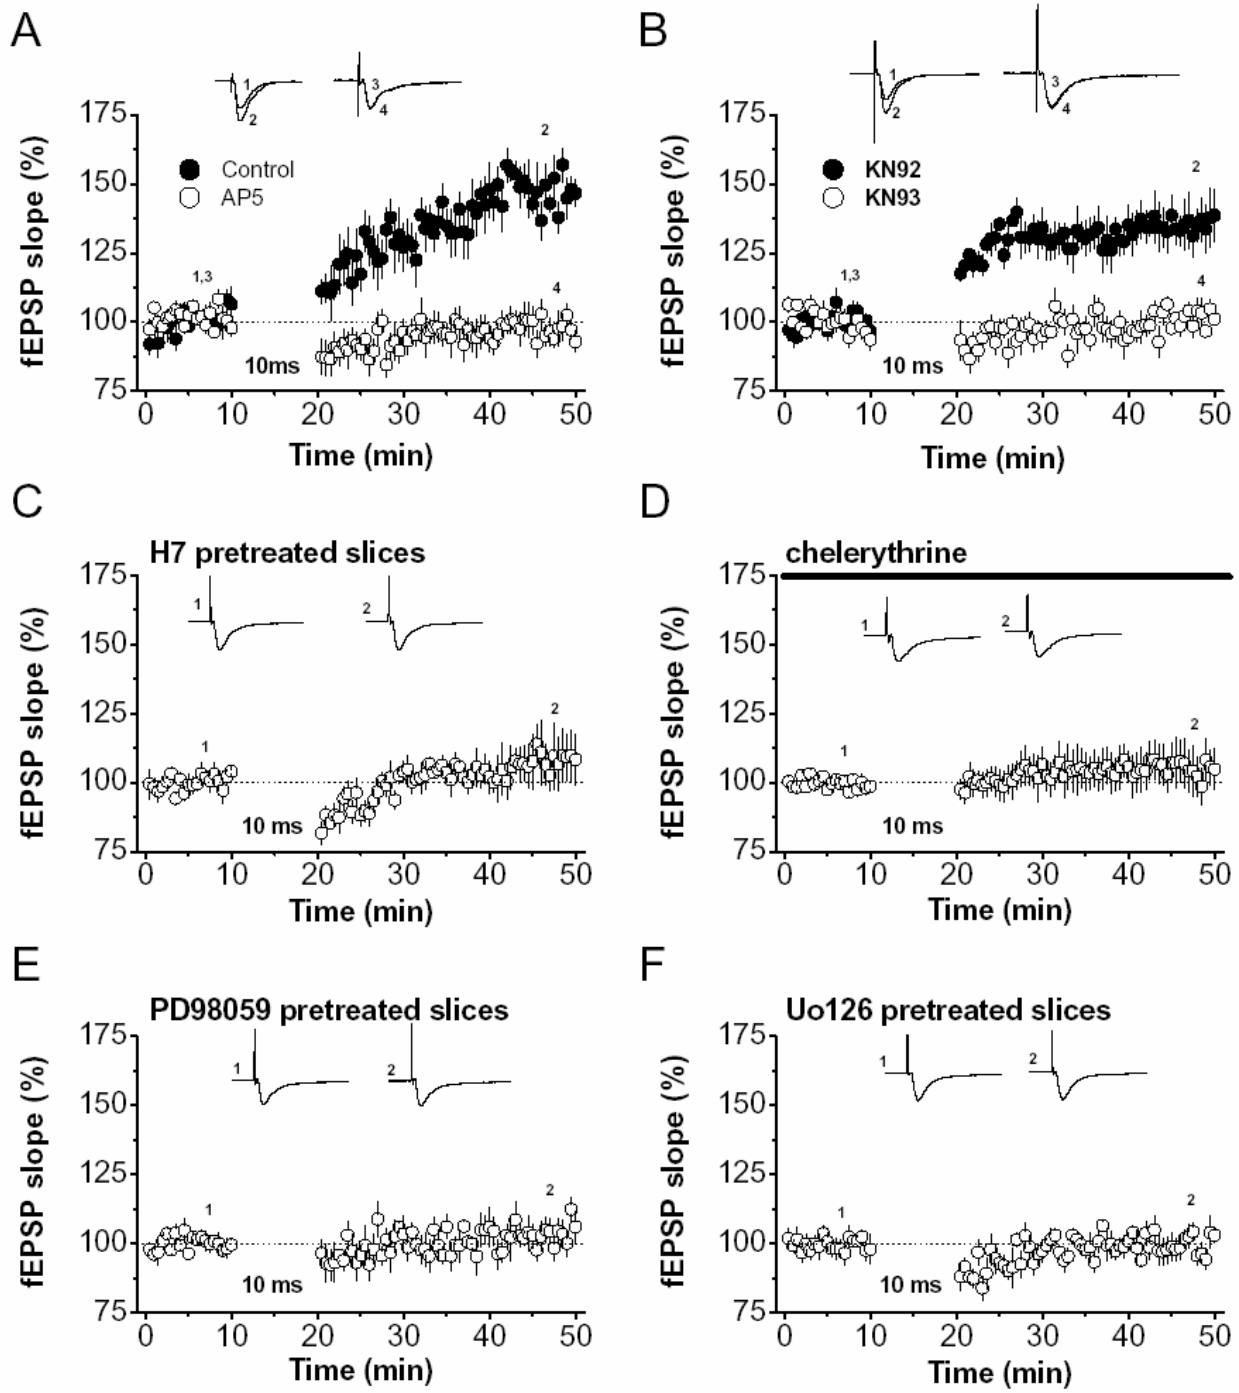 A
1
2
3
4
175
150
125
100
75
fEPSP slope (%)
Control
AP5
2
1,3
4
10ms
0 10 20 30 40 50
Time (min)
B
1
2
3
4
175
150
125
100
75
fEPSP slope (%)
KN92
KN93
2
1,3
4
10 ms
0 10 20 30 40 50
Time (min)
C
H7 pretreated slices
175
150
125
100
75
fEPSP slope (%)
1
2
1
2
10 ms
0 10 20 30 40 50
Time (min)
D
chelerythrine
175
150
125
100
75
fEPSP slope (%)
1
2
1
2
10 ms
0 10 20 30 40 50
Time (min)
E
PD98059 pretreated slices
175
150
125
100
75
fEPSP slope (%)
1
2
1
2
10 ms
0 10 20 30 40 50
Time (min)
F
Uo126 pretreated slices
175
150
125
100
75
fEPSP slope (%)
1
2
1
2
10 ms
0 10 20 30 40 50
Time (min)